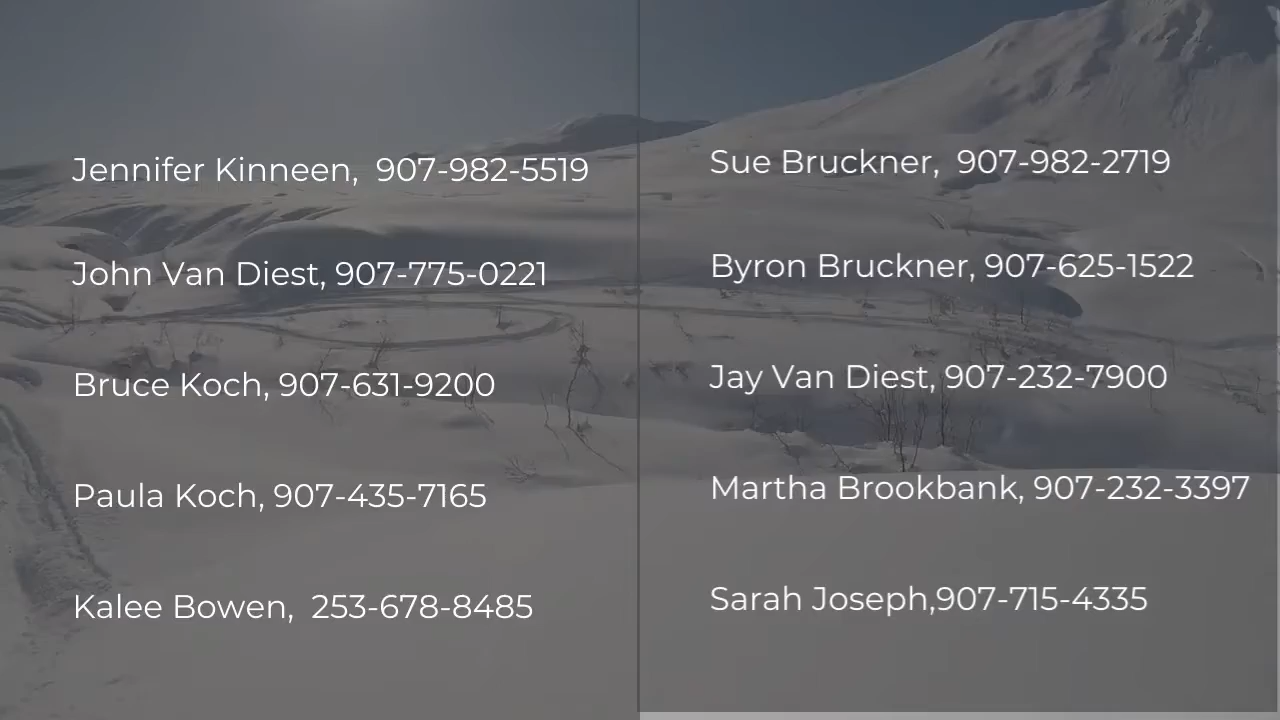 Jennifer Kinneen,  907-982-5519
John Van Diest, 907-775-0221
Bruce Koch, 907-631-9200
Paula Koch, 907-435-7165
Kalee Bowen,  253-678-8485
Sue Bruckner,  907-982-2719
Byron Bruckner, 907-625-1522
Jay Van Diest, 907-232-7900
Martha Brookbank, 907-232-3397
Sarah Joseph,907-715-4335